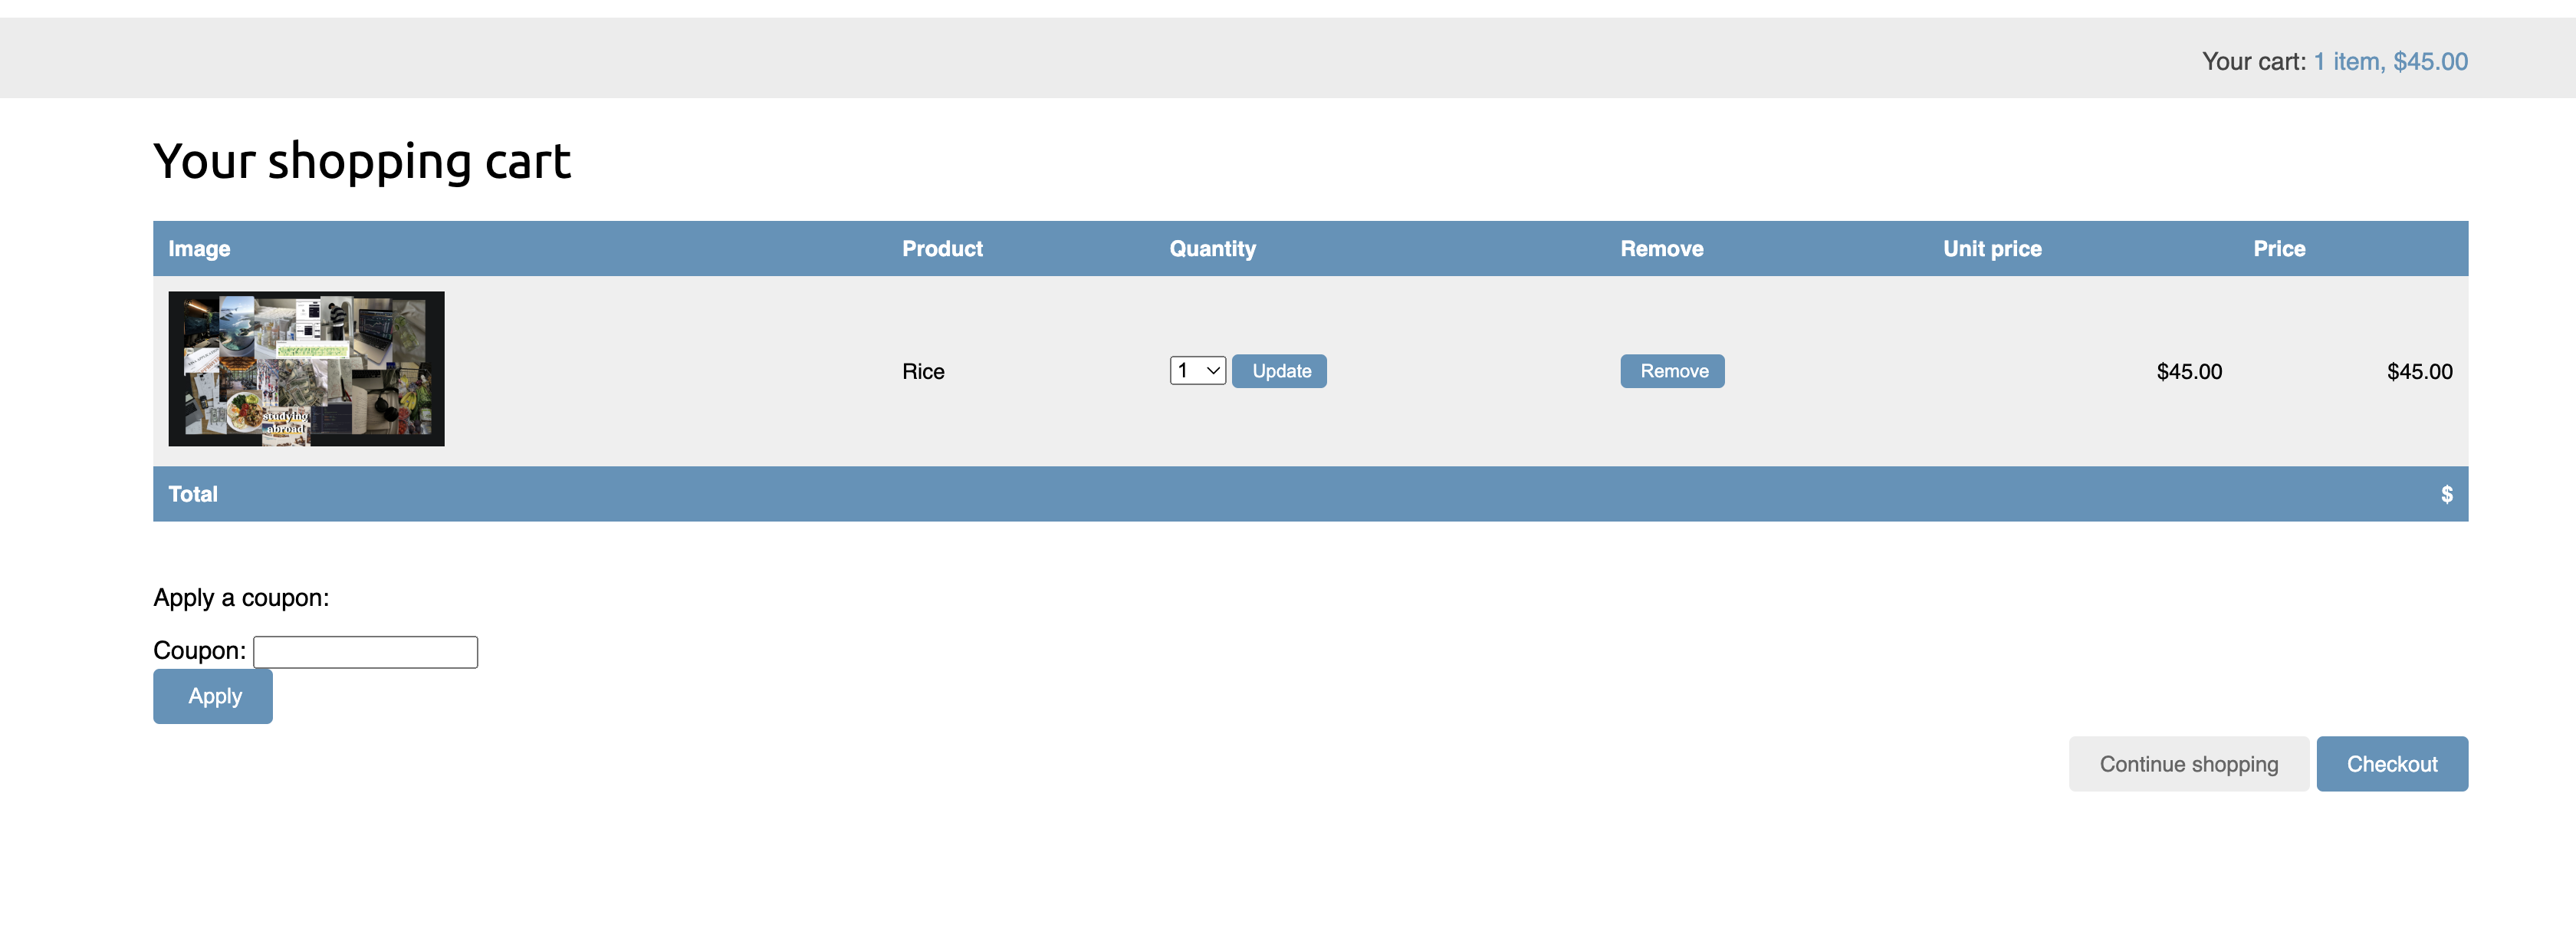 Your cart: 1 item, $45.00
Your shopping cart
Image Product Quantity Remove Unit price Price
studying
abroad
Rice 1 Update Remove $45.00 $45.00
Total $
Apply a coupon:
Coupon:
Apply
Continue shopping Checkout